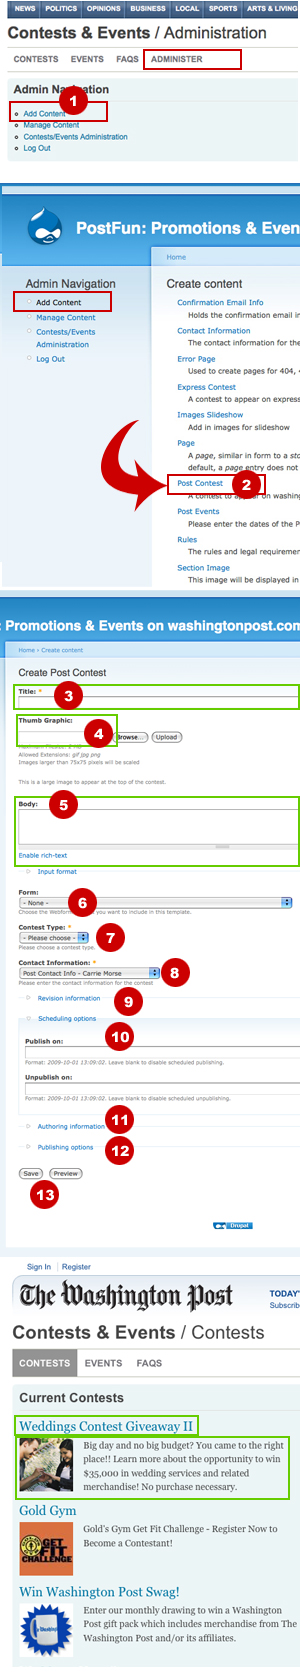 NEWS POLITICS OPINIONS BUSINESS LOCAL SPORTS ARTS & LIVING
Contests & Events / Administration
CONTESTS EVENTS FAQS ADMINISTER
Admin Navigation
1
Add Content
Manage Content
Contests/Events Administration
Log Out
PostFun: Promotions & Even
Home
Admin Navigation
Add Content
Manage Content
Contests/Events
Administration
Log Out
Create content
Confirmation Email Info
Holds the confirmation email in
Contact Information
The contact information for the
Error Page
Used to create pages for 404, 4
Express Contest
A contest to appear on express
Images Slideshow
Add in images for slideshow
Page
A page, similar in form to a sto
default, a page entry does not
Post Contest 2
A contest to appear on washing
Post Events
Please enter the dates of the P
Rules
The rules and legal requiremen
Section Image
This image will be displayed in
: Promotions & Events on washingtonpost.com
Home › Create content
Create Post Contest
Title: * 3
Thumb Graphic:
4 Browse... Upload
Allowed Extensions: gif jpg png
Images larger than 75x75 pixels will be scaled
This is a large image to appear at the top of the contest.
Body: 5
Enable rich-text
Input format
Form:
- None - 6
Choose the Webform you want to include in this template.
Contest Type: *
- Please choose - 7
Please choose a contest type.
Contact Information: *
Post Contact Info - Carrie Morse 8
Please enter the contact information for the contest
Revision information 9
Scheduling options
10
Publish on:
Format: 2009-10-01 13:09:02. Leave blank to disable scheduled publishing.
Unpublish on:
Format: 2009-10-01 13:09:02. Leave blank to disable scheduled unpublishing.
Authoring information 11
Publishing options 12
Save Preview
13
Drupal
Sign In | Register
The Washington Post
TODAY'
Subscrib
Contests & Events / Contests
CONTESTS EVENTS FAQS
Current Contests
Weddings Contest Giveaway II
Big day and no big budget? You came to the right
place!! Learn more about the opportunity to win
$35,000 in wedding services and related
merchandise! No purchase necessary.
Gold Gym
GET
FIT
CHALLENGE
Gold's Gym Get Fit Challenge - Register Now to
Become a Contestant!
Win Washington Post Swag!
Enter our monthly drawing to win a Washington
Post gift pack which includes merchandise from The
Washington Post and/or its affiliates.